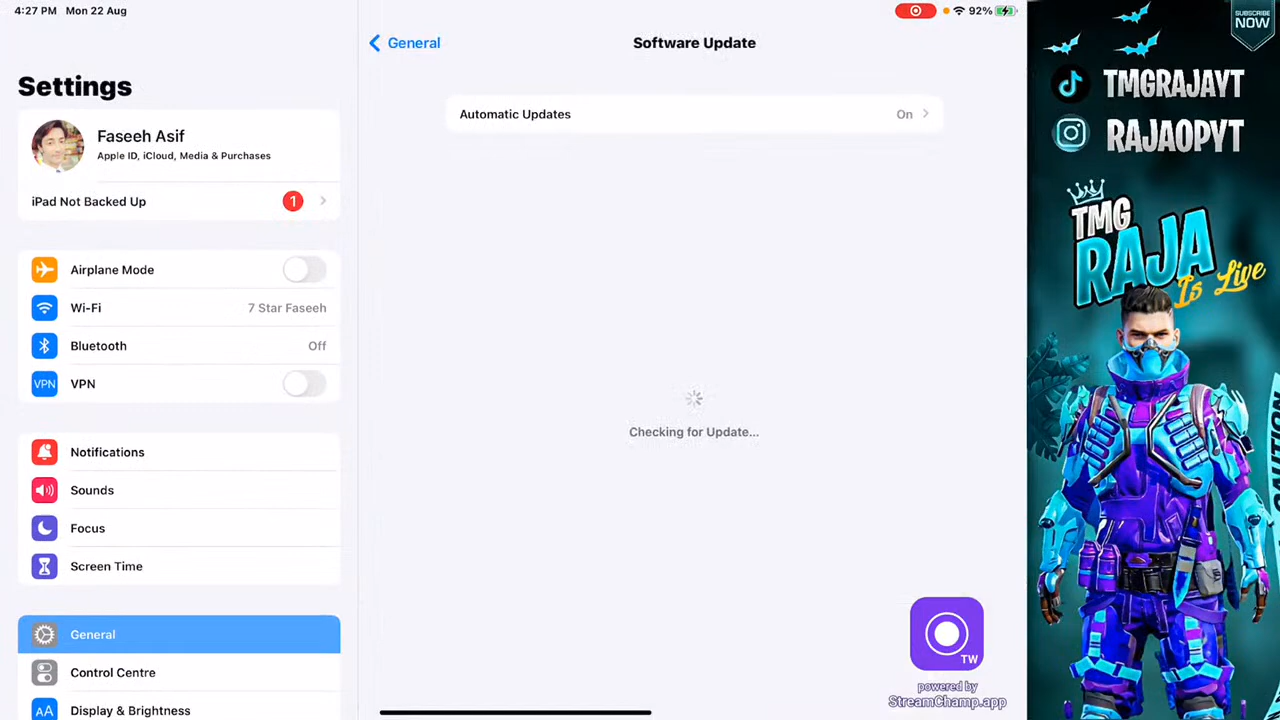 4:27 PM Mon 22 Aug
92%
Settings
Faseeh Asif
Apple ID, iCloud, Media & Purchases
iPad Not Backed Up 1
Airplane Mode
Wi-Fi 7 Star Faseeh
Bluetooth Off
VPN VPN
Notifications
Sounds
Focus
Screen Time
General
Control Centre
AA Display & Brightness
General
Software Update
Automatic Updates On
Checking for Update...
TW
powered by
StreamChamp.app
SUBSCRIBE
NOW
TMGRAJAYT
RAJAOPYT
TMG
RAJA
Is Live